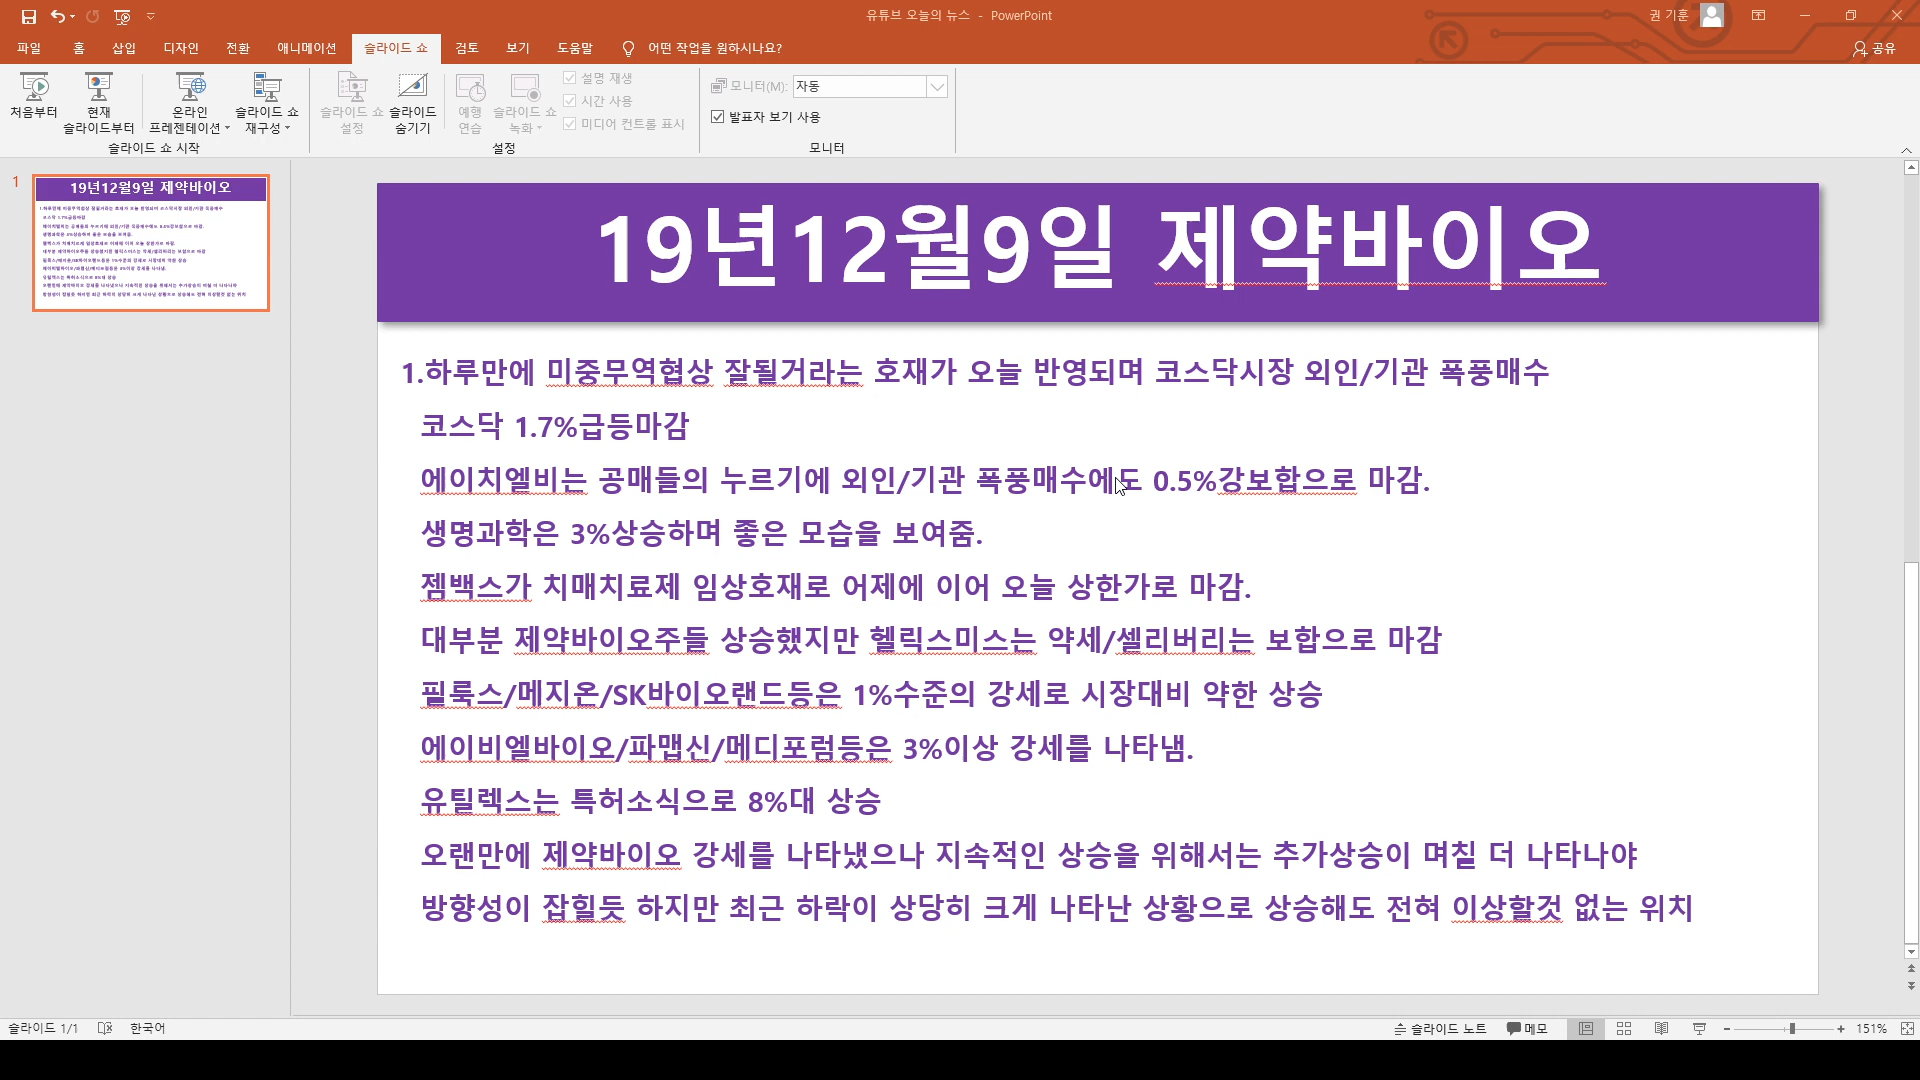 유튜브 오늘의 뉴스 - PowerPoint
권 기훈
파일 홈 삽입 디자인 전환 애니메이션 슬라이드 쇼 검토 보기 도움말 어떤 작업을 원하시나요? 공유
처음부터
현재 슬라이드부터
온라인 프레젠테이션
슬라이드 쇼 재구성
슬라이드 쇼 설정
슬라이드 숨기기
예행 연습
슬라이드 쇼 녹화
설명 재생
시간 사용
미디어 컨트롤 표시
모니터(M): 자동
발표자 보기 사용
슬라이드 쇼 시작 설정 모니터
1
19년12월9일 제약바이오
19년12월9일 제약바이오
1.하루만에 미중무역협상 잘될거라는 호재가 오늘 반영되며 코스닥시장 외인/기관 폭풍매수
코스닥 1.7%급등마감
에이치엘비는 공매들의 누르기에 외인/기관 폭풍매수에도 0.5%강보합으로 마감.
생명과학은 3%상승하며 좋은 모습을 보여줌.
젬백스가 치매치료제 임상호재로 어제에 이어 오늘 상한가로 마감.
대부분 제약바이오주들 상승했지만 헬릭스미스는 약세/셀리버리는 보합으로 마감
필룩스/메지온/SK바이오랜드등은 1%수준의 강세로 시장대비 약한 상승
에이비엘바이오/파맵신/메디포럼등은 3%이상 강세를 나타냄.
유틸렉스는 특허소식으로 8%대 상승
오랜만에 제약바이오 강세를 나타냈으나 지속적인 상승을 위해서는 추가상승이 며칠 더 나타나야
방향성이 잡힐듯 하지만 최근 하락이 상당히 크게 나타난 상황으로 상승해도 전혀 이상할것 없는 위치
슬라이드 1/1 한국어 슬라이드 노트 메모 151%